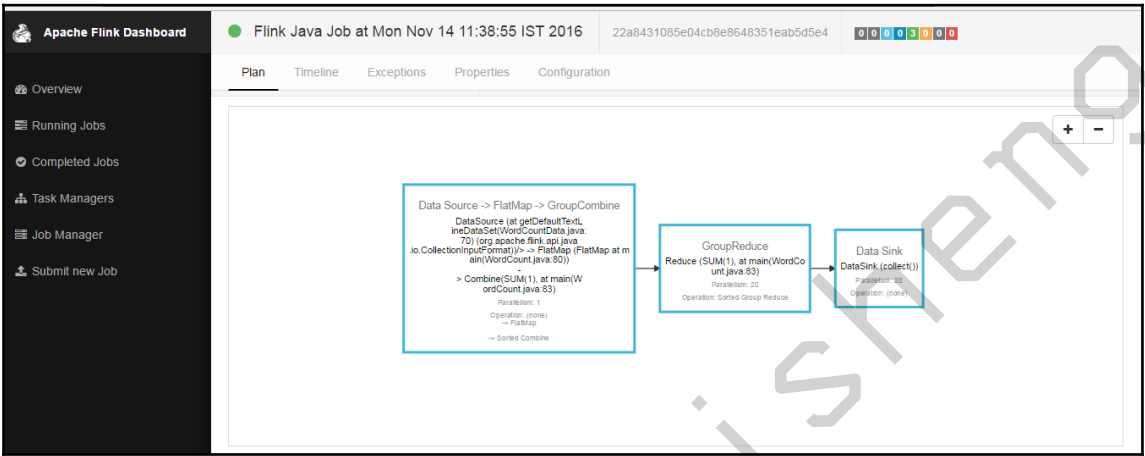 Apache Flink Dashboard
Flink Java Job at Mon Nov 14 11:38:55 IST 2016
22a8431085e04cb8e8648351eab5d5e4
0 0 0 0 3 0 0 0
Plan
Timeline
Exceptions
Properties
Configuration
Overview
Running Jobs
Completed Jobs
Task Managers
Job Manager
Submit new Job
+ −
Data Source -> FlatMap -> GroupCombine
DataSource (at getDefaultTextL
ineDataSet(WordCountData.java:
70) (org.apache.flink.api.java
.io.CollectionInputFormat))/> -> FlatMap (FlatMap at m
ain(WordCount.java:80))
-
> Combine(SUM(1), at main(W
ordCount.java:83)
Parallelism: 1
Operation: (none)
-> FlatMap
-> Sorted Combine
GroupReduce
Reduce (SUM(1), at main(WordCo
unt.java:83)
Parallelism: 20
Operation: Sorted Group Reduce
Data Sink
DataSink (collect())
Parallelism: 20
Operation: (none)